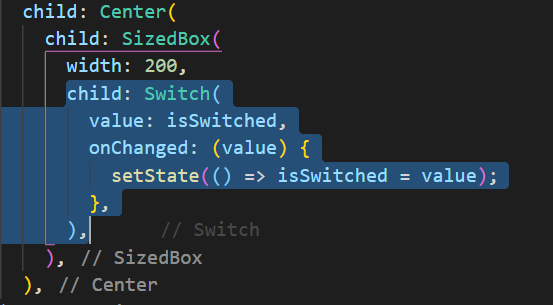 child: Center(
child: SizedBox(
width: 200,
child: Switch(
value: isSwitched,
onChanged: (value) {
setState(() => isSwitched = value);
},
), // Switch
), // SizedBox
), // Center